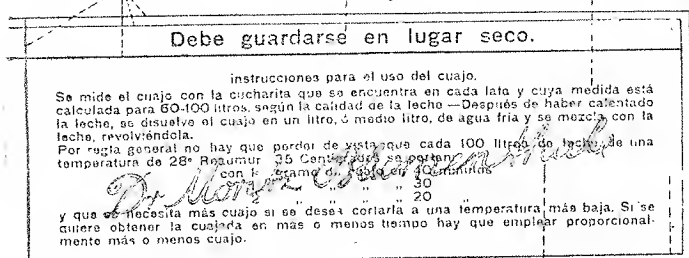 Debe guardarse en lugar seco.
instrucciones para el uso del cuajo.
Se mide el cuajo con la cucharita que se encuentra en cada lata y cuya medida está
calculada para 60-100 litros, según la calidad de la leche —Después de haber calentado
la leche, se disuelve el cuajo en un litro, ó medio litro, de agua fría y se mezcla con la
leche, revolviéndola.
Por regla general no hay que perder de vista que cada 100 litros de leche de una
temperatura de 28º Reaumur 35 Centígrados se cortan
con 40 minutos
" " " 30
" " " 20 "
y que se necesita más cuajo si se desea cortarla a una temperatura más baja. Si se
quiere obtener la cuajada en más o menos tiempo hay que emplear proporcional-
mente más o menos cuajo.
Dr